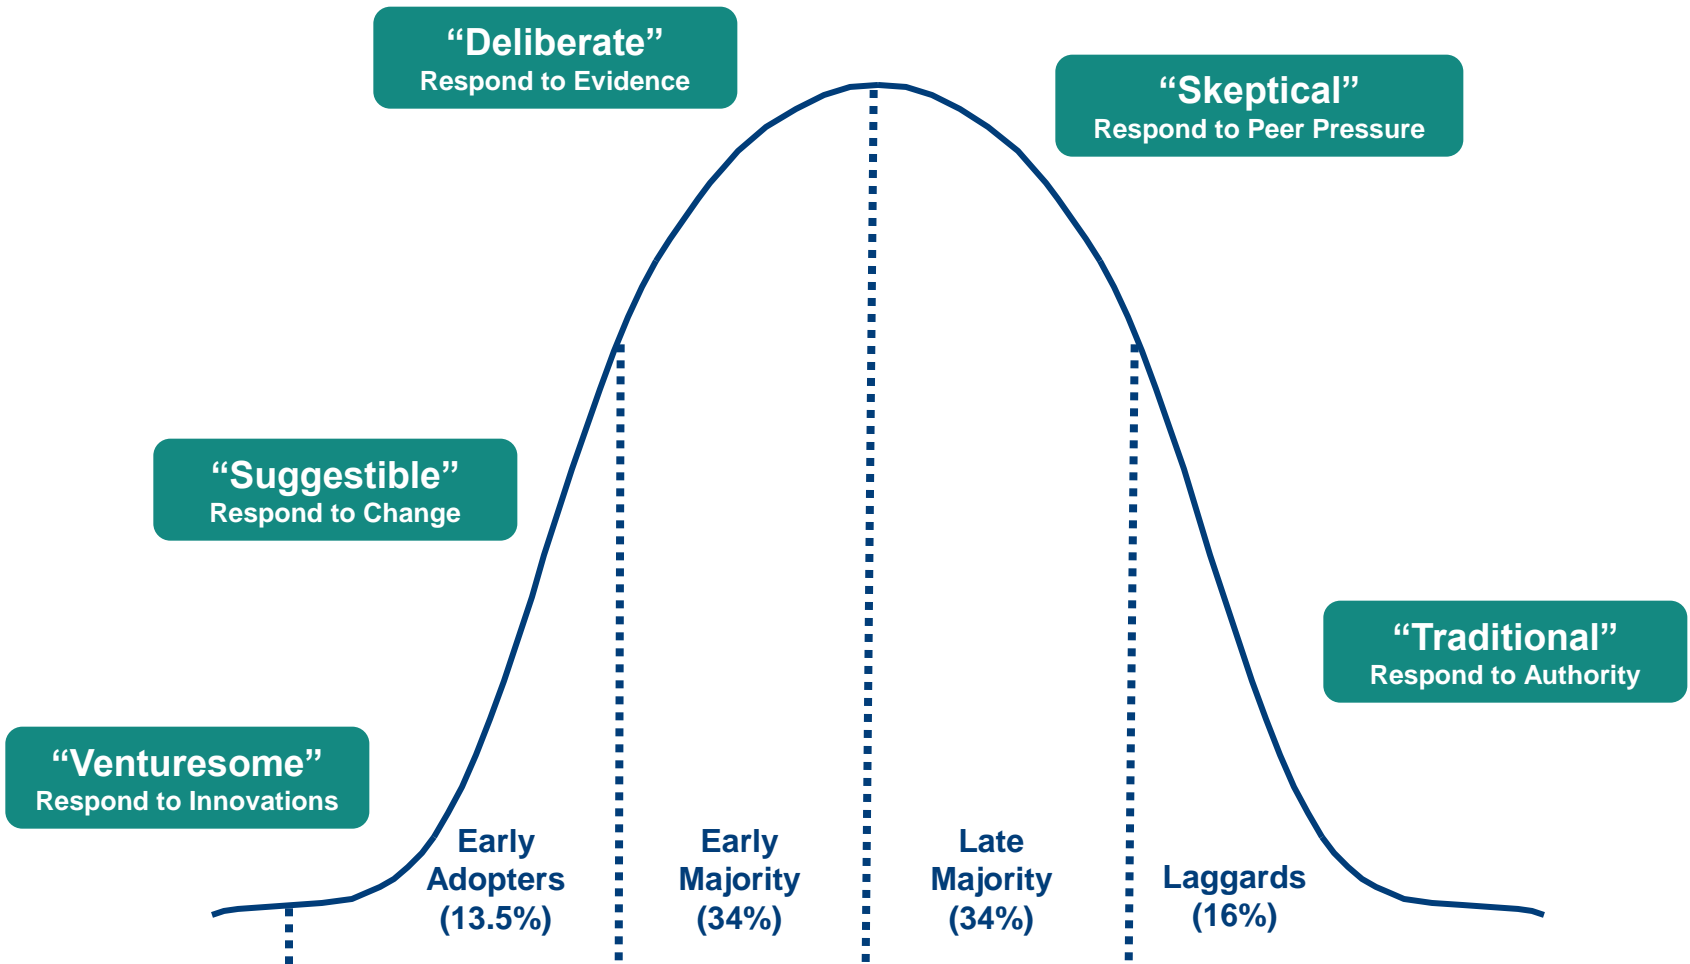 “Deliberate”
Respond to Evidence
“Skeptical”
Respond to Peer Pressure
“Suggestible”
Respond to Change
“Traditional”
Respond to Authority
“Venturesome”
Respond to Innovations
Early
Adopters
(13.5%)
Early
Majority
(34%)
Late
Majority
(34%)
Laggards
(16%)